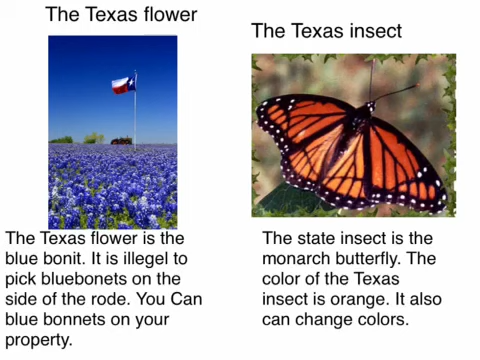 The Texas flower
The Texas flower is the
blue bonit. It is illegel to
pick bluebonets on the
side of the rode. You Can
blue bonnets on your
property.
The Texas insect
The state insect is the
monarch butterfly. The
color of the Texas
insect is orange. It also
can change colors.